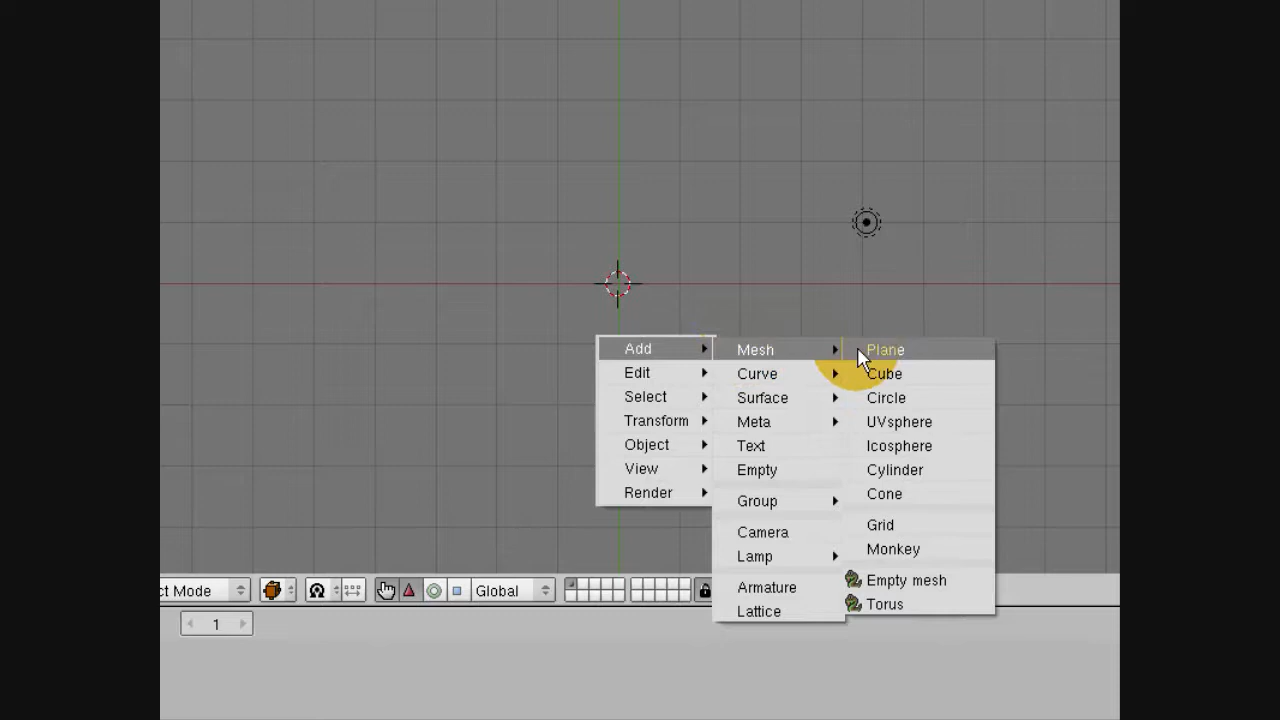 Add
Edit
Select
Transform
Object
View
Render
Mesh
Curve
Surface
Meta
Text
Empty
Group
Camera
Lamp
Armature
Lattice
Plane
Cube
Circle
UVsphere
Icosphere
Cylinder
Cone
Grid
Monkey
Empty mesh
Torus
ct Mode
Global
1